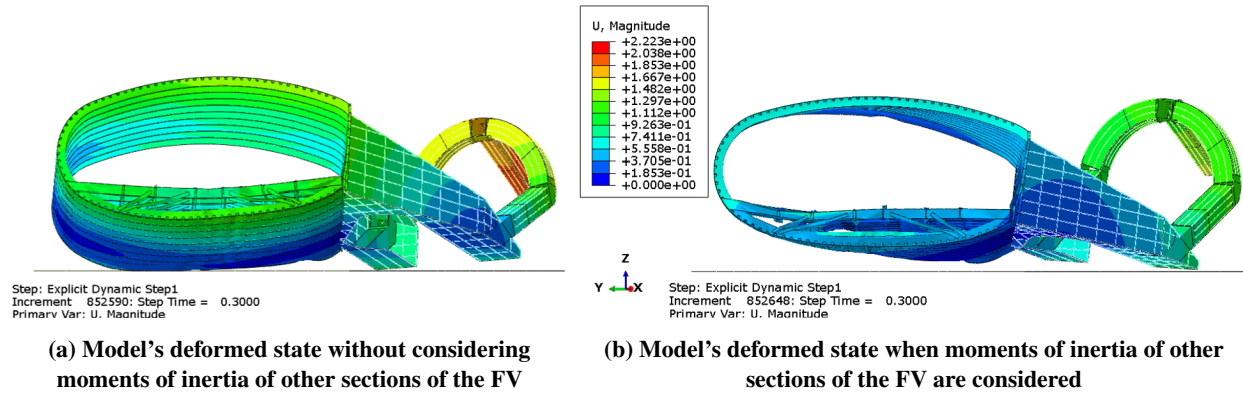 U, Magnitude
+2.223e+00
+2.038e+00
+1.853e+00
+1.667e+00
+1.482e+00
+1.297e+00
+1.112e+00
+9.263e-01
+7.411e-01
+5.558e-01
+3.705e-01
+1.853e-01
+0.000e+00
Z
Y X
Step: Explicit Dynamic Step1
Increment 852590: Step Time = 0.3000
Primary Var: U, Magnitude
Step: Explicit Dynamic Step1
Increment 852648: Step Time = 0.3000
Primary Var: U, Magnitude
(a) Model's deformed state without considering
moments of inertia of other sections of the FV
(b) Model's deformed state when moments of inertia of other
sections of the FV are considered